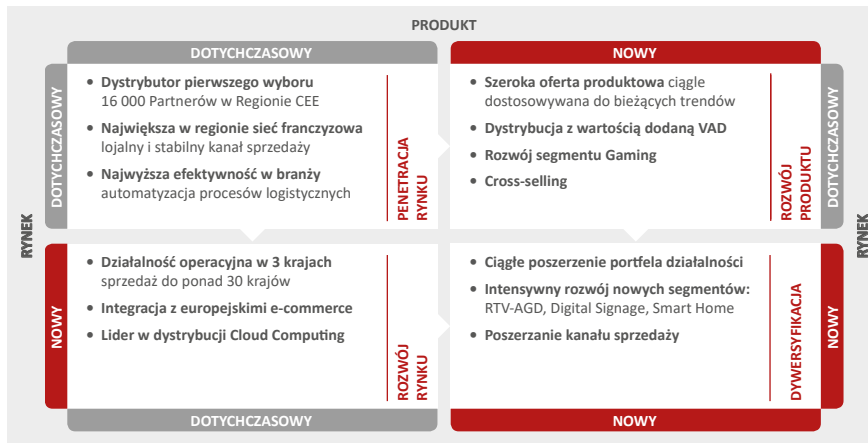 PRODUKT
DOTYCHCZASOWY
NOWY
RYNEK
DOTYCHCZASOWY
• Dystrybutor pierwszego wyboru
16 000 Partnerów w Regionie CEE
• Największa w regionie sieć franczyzowa
lojalny i stabilny kanał sprzedaży
• Najwyższa efektywność w branży
automatyzacja procesów logistycznych
PENETRACJA
RYNKU
• Szeroka oferta produktowa ciągle
dostosowywana do bieżących trendów
• Dystrybucja z wartością dodaną VAD
• Rozwój segmentu Gaming
• Cross-selling
ROZWÓJ
PRODUKTU
DOTYCHCZASOWY
RYNEK
NOWY
• Działalność operacyjna w 3 krajach
sprzedaż do ponad 30 krajów
• Integracja z europejskimi e-commerce
• Lider w dystrybucji Cloud Computing
ROZWÓJ
RYNKU
• Ciągłe poszerzenie portfela działalności
• Intensywny rozwój nowych segmentów:
RTV-AGD, Digital Signage, Smart Home
• Poszerzanie kanału sprzedaży
DYWERSYFIKACJA
NOWY
DOTYCHCZASOWY
NOWY